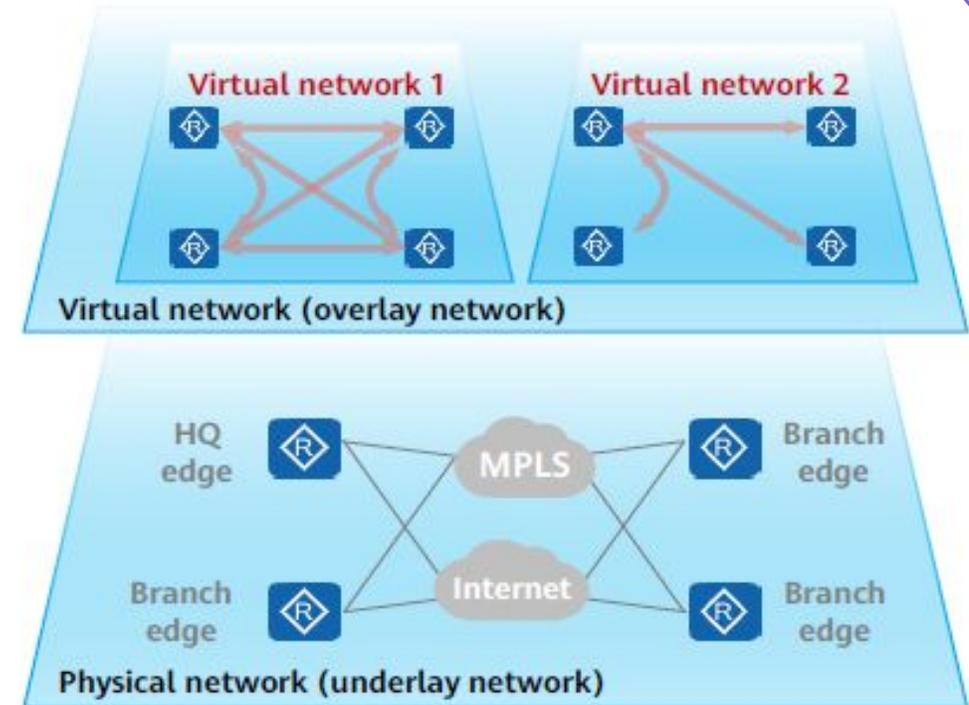 Virtual network 1
Virtual network 2
R
R
R
R
R
R
R
R
Virtual network (overlay network)
HQ
edge
R
MPLS
R
Branch
edge
Branch
edge
R
Internet
R
Branch
edge
Physical network (underlay network)